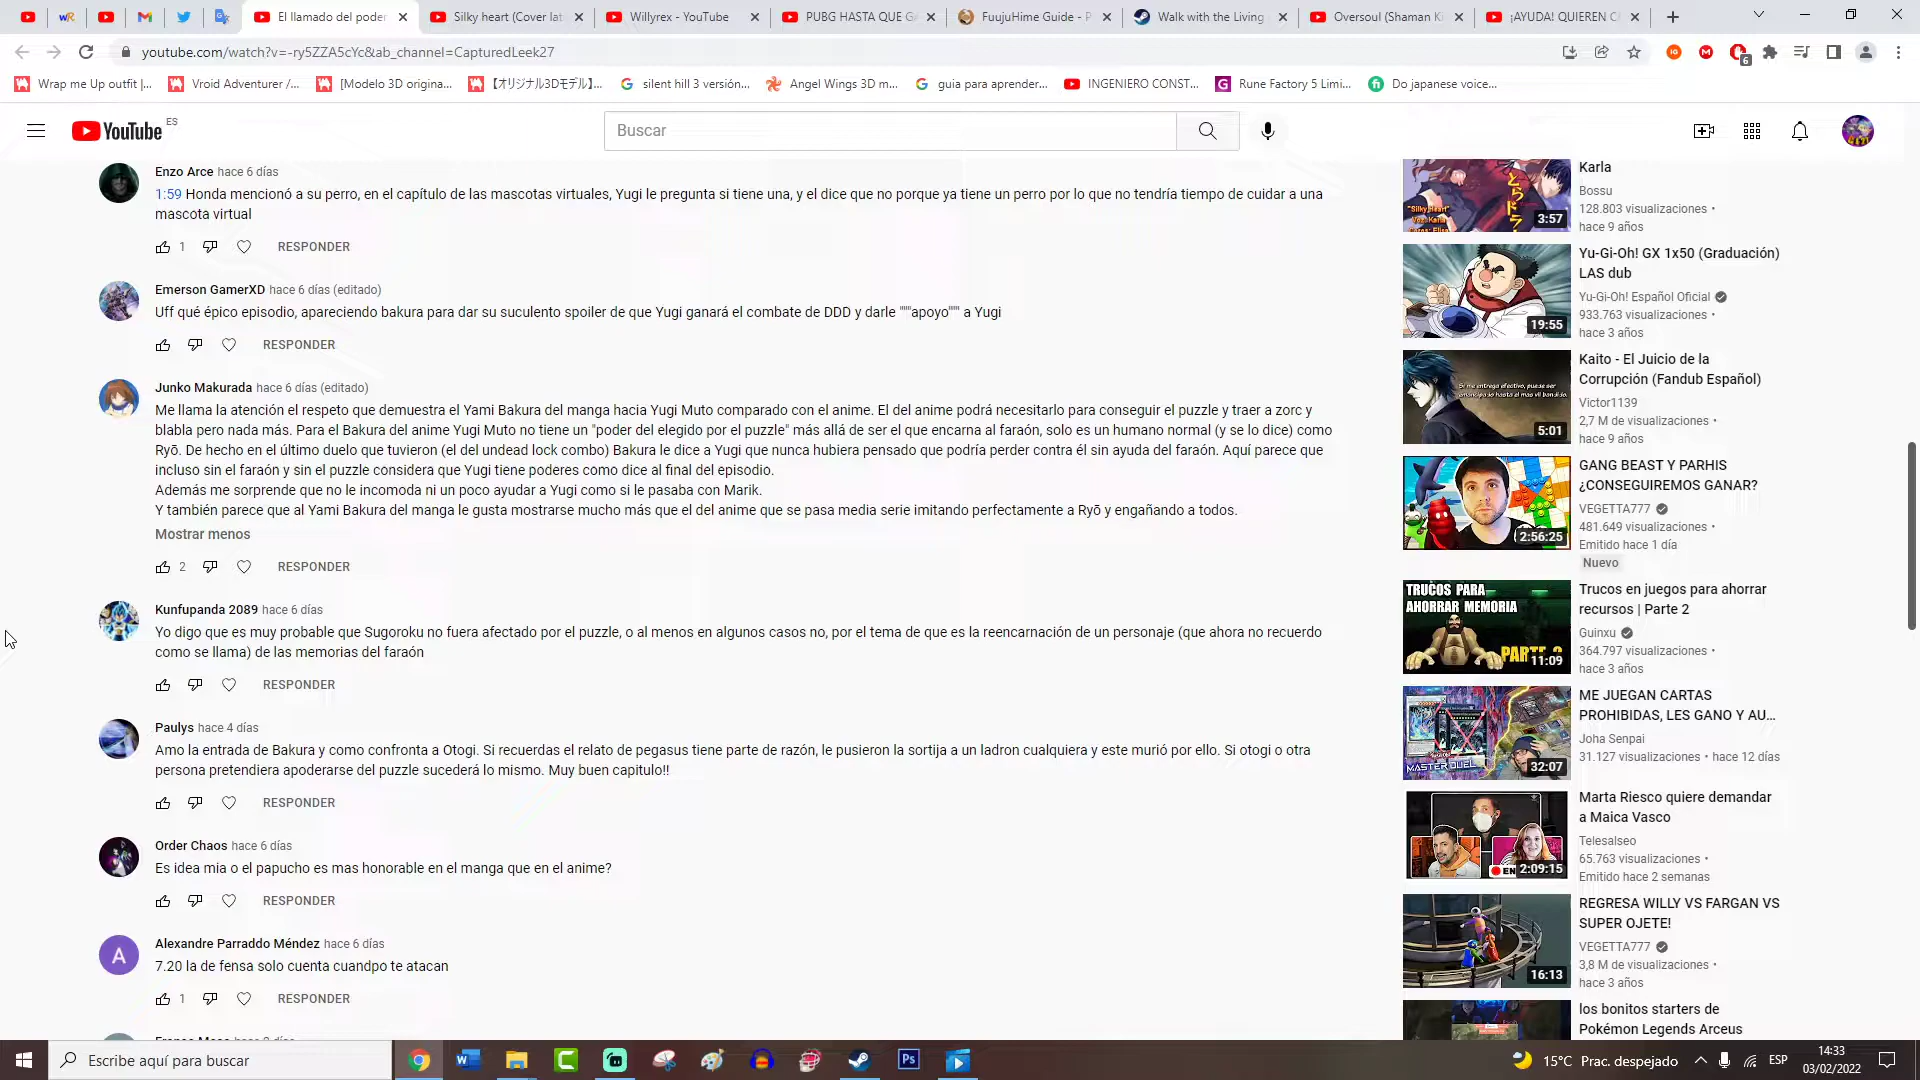 El llamado del poder
Silky heart (Cover lat
Willyrex - YouTube
PUBG HASTA QUE GA
FuujuHime Guide - P
Walk with the Living
Oversoul (Shaman Ki
¡AYUDA! QUIEREN C
youtube.com/watch?v=-ry5ZZA5cYc&ab_channel=CapturedLeek27
6
Wrap me Up outfit |...
Vroid Adventurer /...
[Modelo 3D origina...
【オリジナル3Dモデル】...
silent hill 3 versión...
Angel Wings 3D m...
guia para aprender...
INGENIERO CONST...
Rune Factory 5 Limi...
Do japanese voice...
YouTube ES
Buscar
Enzo Arce hace 6 días
1:59 Honda mencionó a su perro, en el capítulo de las mascotas virtuales, Yugi le pregunta si tiene una, y el dice que no porque ya tiene un perro por lo que no tendría tiempo de cuidar a una
mascota virtual
1 RESPONDER
Emerson GamerXD hace 6 días (editado)
Uff qué épico episodio, apareciendo bakura para dar su suculento spoiler de que Yugi ganará el combate de DDD y darle """apoyo""" a Yugi
RESPONDER
Junko Makurada hace 6 días (editado)
Me llama la atención el respeto que demuestra el Yami Bakura del manga hacia Yugi Muto comparado con el anime. El del anime podrá necesitarlo para conseguir el puzzle y traer a zorc y
blabla pero nada más. Para el Bakura del anime Yugi Muto no tiene un "poder del elegido por el puzzle" más allá de ser el que encarna al faraón, solo es un humano normal (y se lo dice) como
Ryō. De hecho en el último duelo que tuvieron (el del undead lock combo) Bakura le dice a Yugi que nunca hubiera pensado que podría perder contra él sin ayuda del faraón. Aquí parece que
incluso sin el faraón y sin el puzzle considera que Yugi tiene poderes como dice al final del episodio.
Además me sorprende que no le incomoda ni un poco ayudar a Yugi como si le pasaba con Marik.
Y también parece que al Yami Bakura del manga le gusta mostrarse mucho más que el del anime que se pasa media serie imitando perfectamente a Ryō y engañando a todos.
Mostrar menos
2 RESPONDER
Kunfupanda 2089 hace 6 días
Yo digo que es muy probable que Sugoroku no fuera afectado por el puzzle, o al menos en algunos casos no, por el tema de que es la reencarnación de un personaje (que ahora no recuerdo
como se llama) de las memorias del faraón
RESPONDER
Paulys hace 4 días
Amo la entrada de Bakura y como confronta a Otogi. Si recuerdas el relato de pegasus tiene parte de razón, le pusieron la sortija a un ladron cualquiera y este murió por ello. Si otogi o otra
persona pretendiera apoderarse del puzzle sucederá lo mismo. Muy buen capitulo!!
RESPONDER
Order Chaos hace 6 días
Es idea mia o el papucho es mas honorable en el manga que en el anime?
RESPONDER
A
Alexandre Parraddo Méndez hace 6 días
7.20 la de fensa solo cuenta cuandpo te atacan
1 RESPONDER
Karla
Bossu
128.803 visualizaciones •
hace 9 años
とらドラ
"Silky Heart"
3:57
Yu-Gi-Oh! GX 1x50 (Graduación)
LAS dub
Yu-Gi-Oh! Español Oficial
933.763 visualizaciones •
hace 3 años
19:55
Kaito - El Juicio de la
Corrupción (Fandub Español)
Victor1139
2,7 M de visualizaciones •
hace 9 años
Si me entrega efectivo, puede ser
5:01
GANG BEAST Y PARHIS
¿CONSEGUIREMOS GANAR?
VEGETTA777
481.649 visualizaciones •
Emitido hace 1 día
Nuevo
2:56:25
Trucos en juegos para ahorrar
recursos | Parte 2
Guinxu
364.797 visualizaciones •
hace 3 años
TRUCOS PARA
AHORRAR MEMORIA
PARTE 2
11:09
ME JUEGAN CARTAS
PROHIBIDAS, LES GANO Y AU...
Joha Senpai
31.127 visualizaciones • hace 12 días
MASTER DUEL
32:07
Marta Riesco quiere demandar
a Maica Vasco
Telesalseo
65.763 visualizaciones •
Emitido hace 2 semanas
EN
2:09:15
REGRESA WILLY VS FARGAN VS
SUPER OJETE!
VEGETTA777
3,8 M de visualizaciones •
hace 3 años
16:13
los bonitos starters de
Pokémon Legends Arceus
Escribe aquí para buscar
15°C Prac. despejado
ESP
14:33
03/02/2022